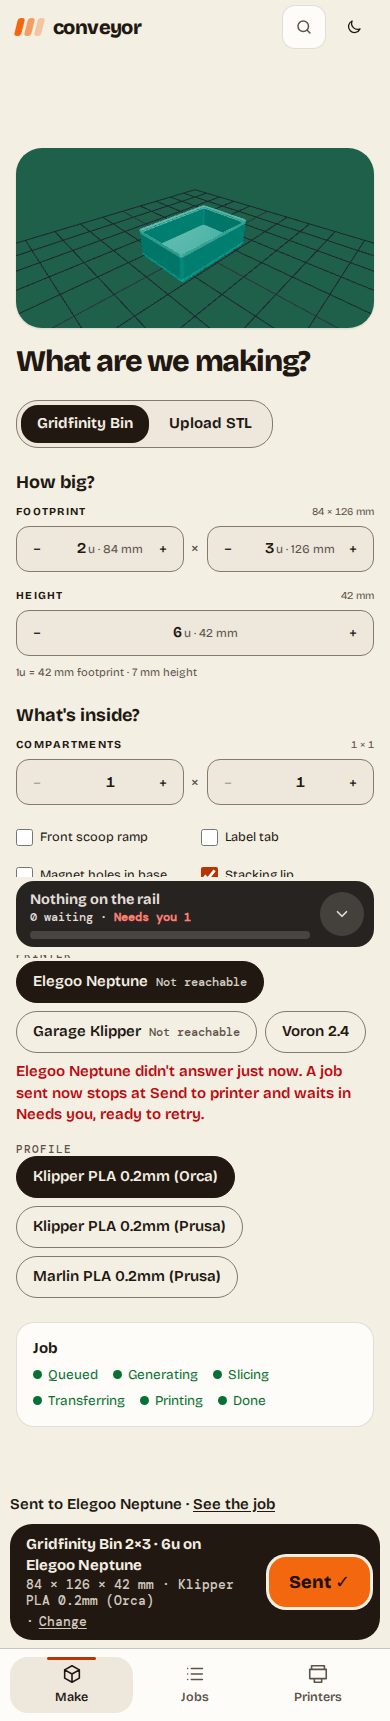 conveyor
What are we making?
Gridfinity Bin Upload STL
How big?
FOOTPRINT 84 × 126 mm
− 2 u · 84 mm + × − 3 u · 126 mm +
HEIGHT 42 mm
− 6 u · 42 mm +
1u = 42 mm footprint · 7 mm height
What's inside?
COMPARTMENTS 1 × 1
− 1 + × − 1 +
Front scoop ramp Label tab
Magnet holes in base Stacking lip
Nothing on the rail
0 waiting · Needs you 1
PRINTER
Elegoo Neptune Not reachable
Garage Klipper Not reachable Voron 2.4
Elegoo Neptune didn't answer just now. A job
sent now stops at Send to printer and waits in
Needs you, ready to retry.
PROFILE
Klipper PLA 0.2mm (Orca)
Klipper PLA 0.2mm (Prusa)
Marlin PLA 0.2mm (Prusa)
Job
Queued Generating Slicing
Transferring Printing Done
Sent to Elegoo Neptune · See the job
Gridfinity Bin 2×3 · 6u on
Elegoo Neptune
84 × 126 × 42 mm · Klipper
PLA 0.2mm (Orca)
· Change
Sent ✓
Make Jobs Printers